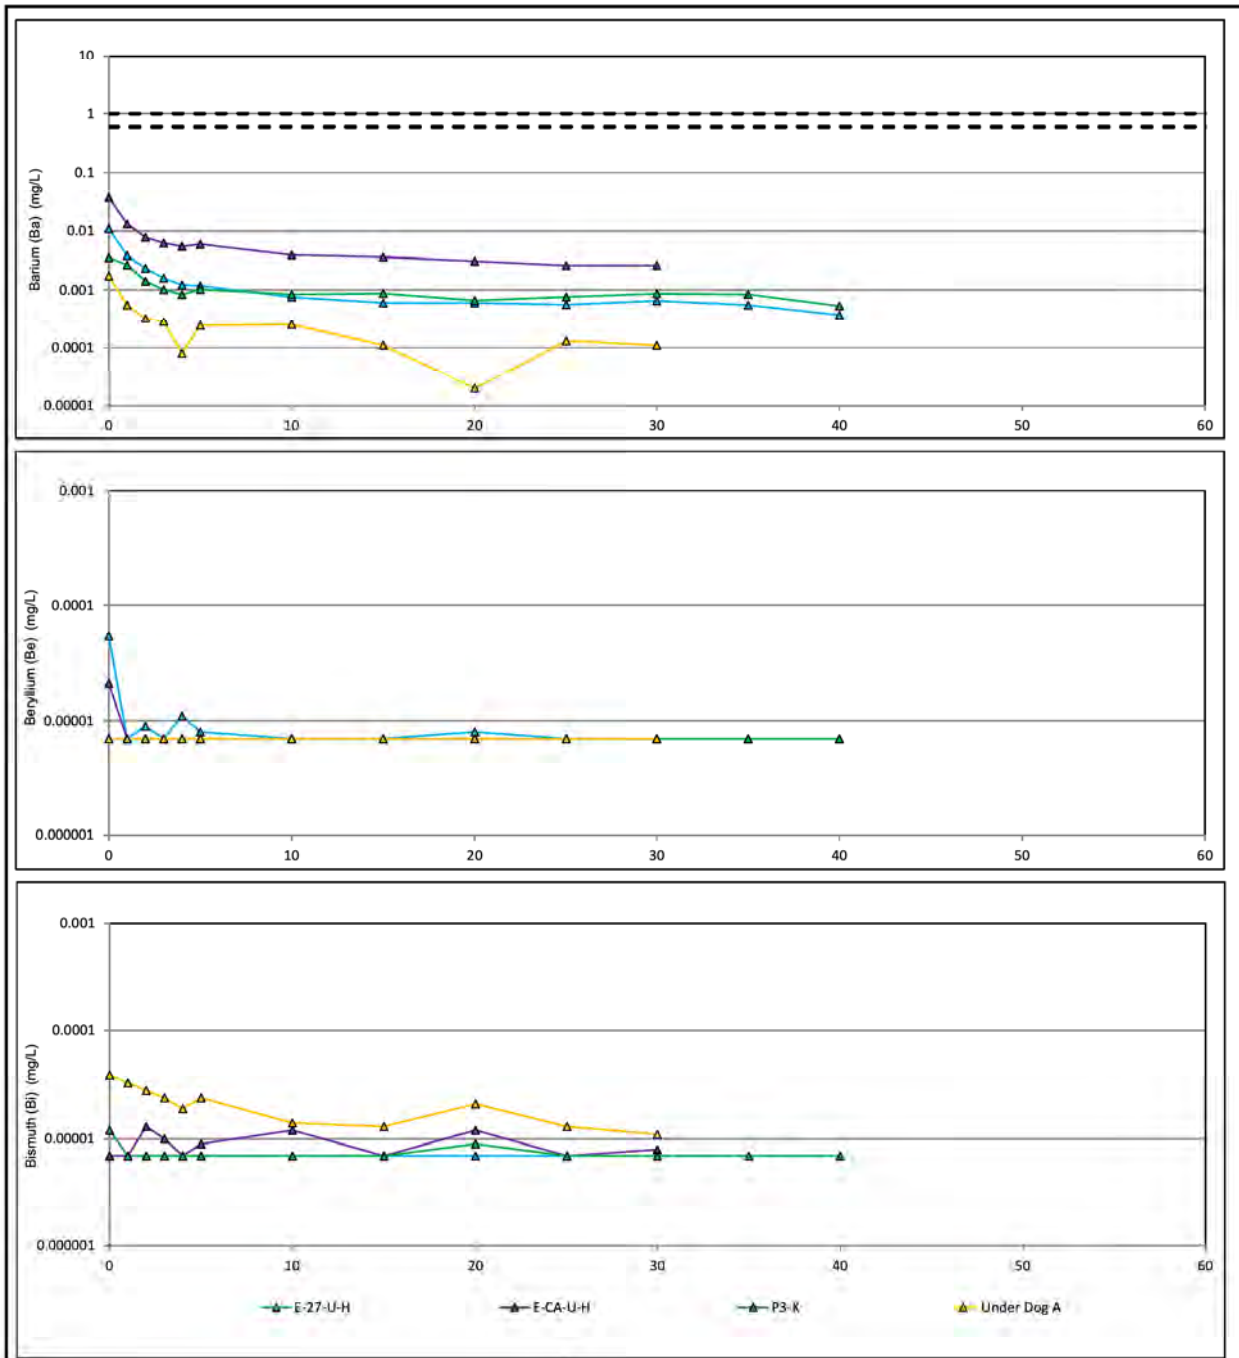 Barium (Ba) (mg/L)
10
1
0.1
0.01
0.001
0.0001
0.00001
0 10 20 30 40 50 60
Beryllium (Be) (mg/L)
0.001
0.0001
0.00001
0.000001
0 10 20 30 40 50 60
Bismuth (Bi) (mg/L)
0.001
0.0001
0.00001
0.000001
0 10 20 30 40 50 60
E-27-U-H E-CA-U-H P3-K Under Dog A